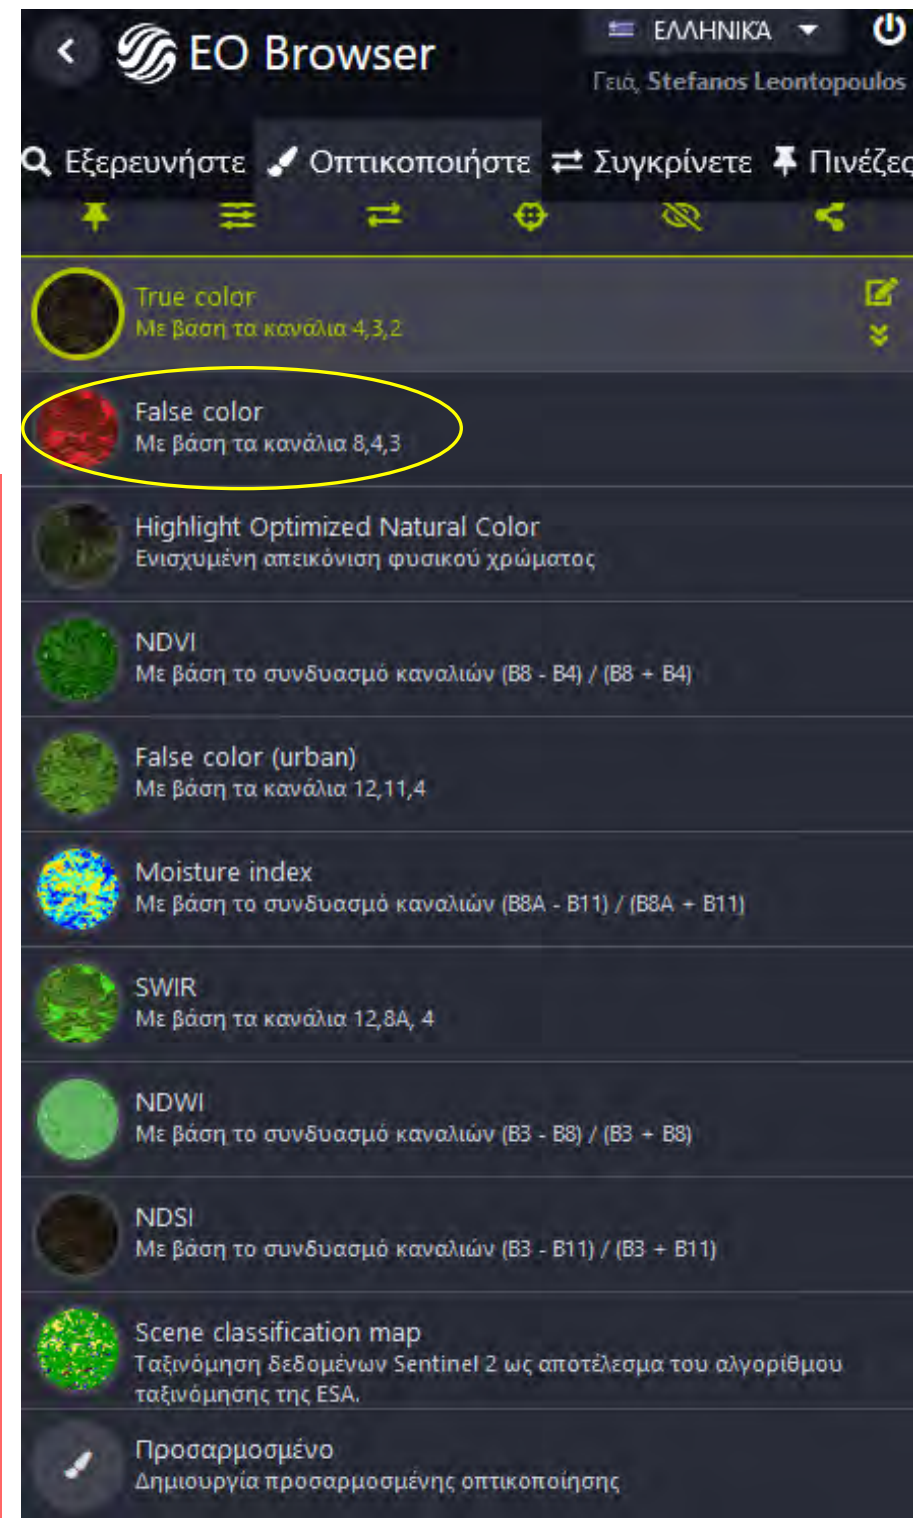 EO Browser
ΕΛΛΗΝΙΚΆ
Γειά, Stefanos Leontopoulos
Εξερευνήστε Οπτικοποιήστε Συγκρίνετε Πινέζες
True color
Με βάση τα κανάλια 4,3,2
False color
Με βάση τα κανάλια 8,4,3
Highlight Optimized Natural Color
Ενισχυμένη απεικόνιση φυσικού χρώματος
NDVI
Με βάση το συνδυασμό καναλιών (B8 - B4) / (B8 + B4)
False color (urban)
Με βάση τα κανάλια 12,11,4
Moisture index
Με βάση το συνδυασμό καναλιών (B8A - B11) / (B8A + B11)
SWIR
Με βάση τα κανάλια 12,8A, 4
NDWI
Με βάση το συνδυασμό καναλιών (B3 - B8) / (B3 + B8)
NDSI
Με βάση το συνδυασμό καναλιών (B3 - B11) / (B3 + B11)
Scene classification map
Ταξινόμηση δεδομένων Sentinel 2 ως αποτέλεσμα του αλγορίθμου
ταξινόμησης της ESA.
Προσαρμοσμένο
Δημιουργία προσαρμοσμένης οπτικοποίησης